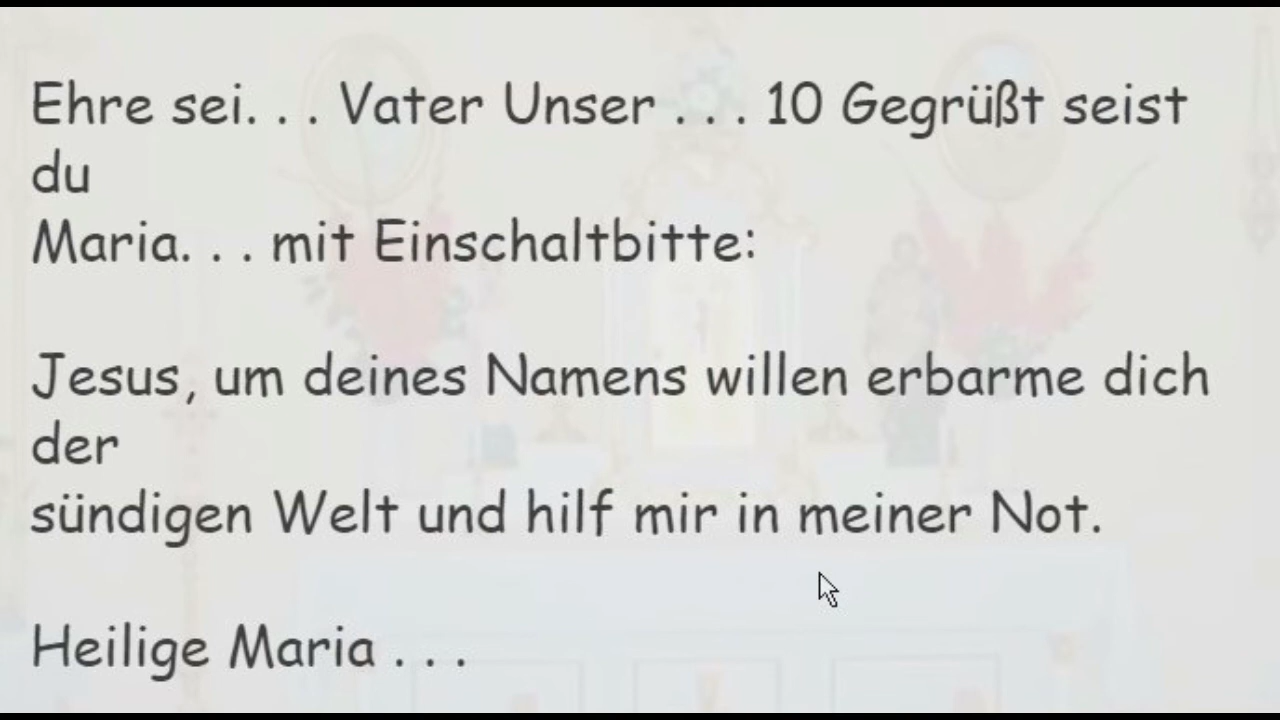 Ehre sei. . . Vater Unser . . . 10 Gegrüßt seist
du
Maria. . . mit Einschaltbitte:
Jesus, um deines Namens willen erbarme dich
der
sündigen Welt und hilf mir in meiner Not.
Heilige Maria . . .